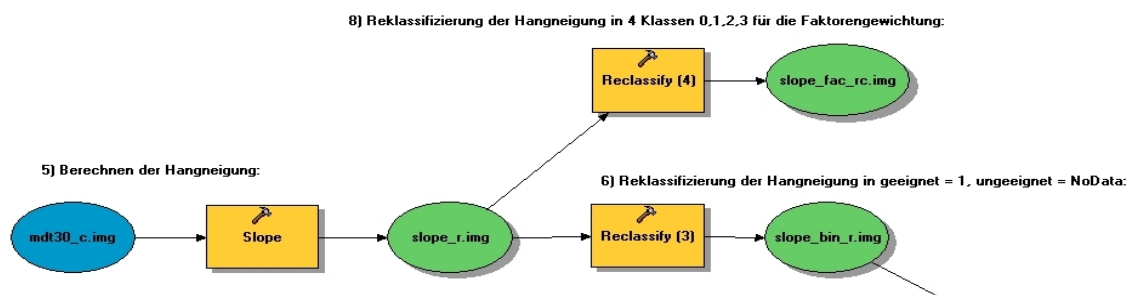 8) Reklassifizierung der Hangneigung in 4 Klassen 0,1,2,3 für die Faktorengewichtung:
Reclassify (4)
slope_fac_rc.img
5) Berechnen der Hangneigung:
6) Reklassifizierung der Hangneigung in geeignet = 1, ungeeignet = NoData:
mdt30_c.img
Slope
slope_r.img
Reclassify (3)
slope_bin_r.img